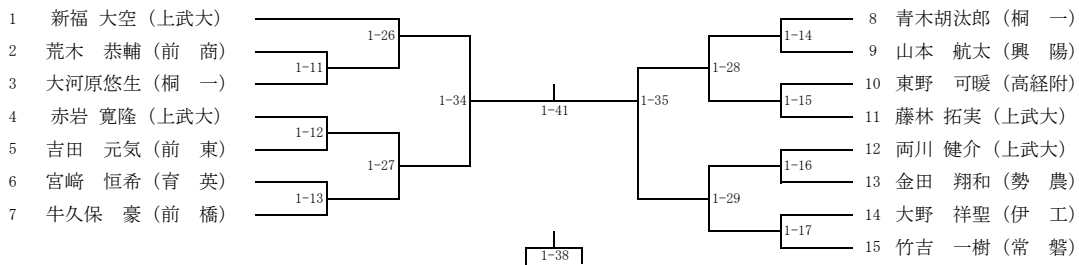 1 新福 大空 (上武大)
2 荒木 恭輔 (前 商)
3 大河原悠生 (桐 一)
4 赤岩 寛隆 (上武大)
5 吉田 元気 (前 東)
6 宮﨑 恒希 (育 英)
7 牛久保 豪 (前 橋)
1-26
1-11
1-12
1-27
1-13
1-34
1-41
1-38
1-35
1-28
1-29
1-14
1-15
1-16
1-17
8 青木胡汰郎 (桐 一)
9 山本 航太 (興 陽)
10 東野 可暖 (高経附)
11 藤林 拓実 (上武大)
12 両川 健介 (上武大)
13 金田 翔和 (勢 農)
14 大野 祥聖 (伊 工)
15 竹吉 一樹 (常 磐)